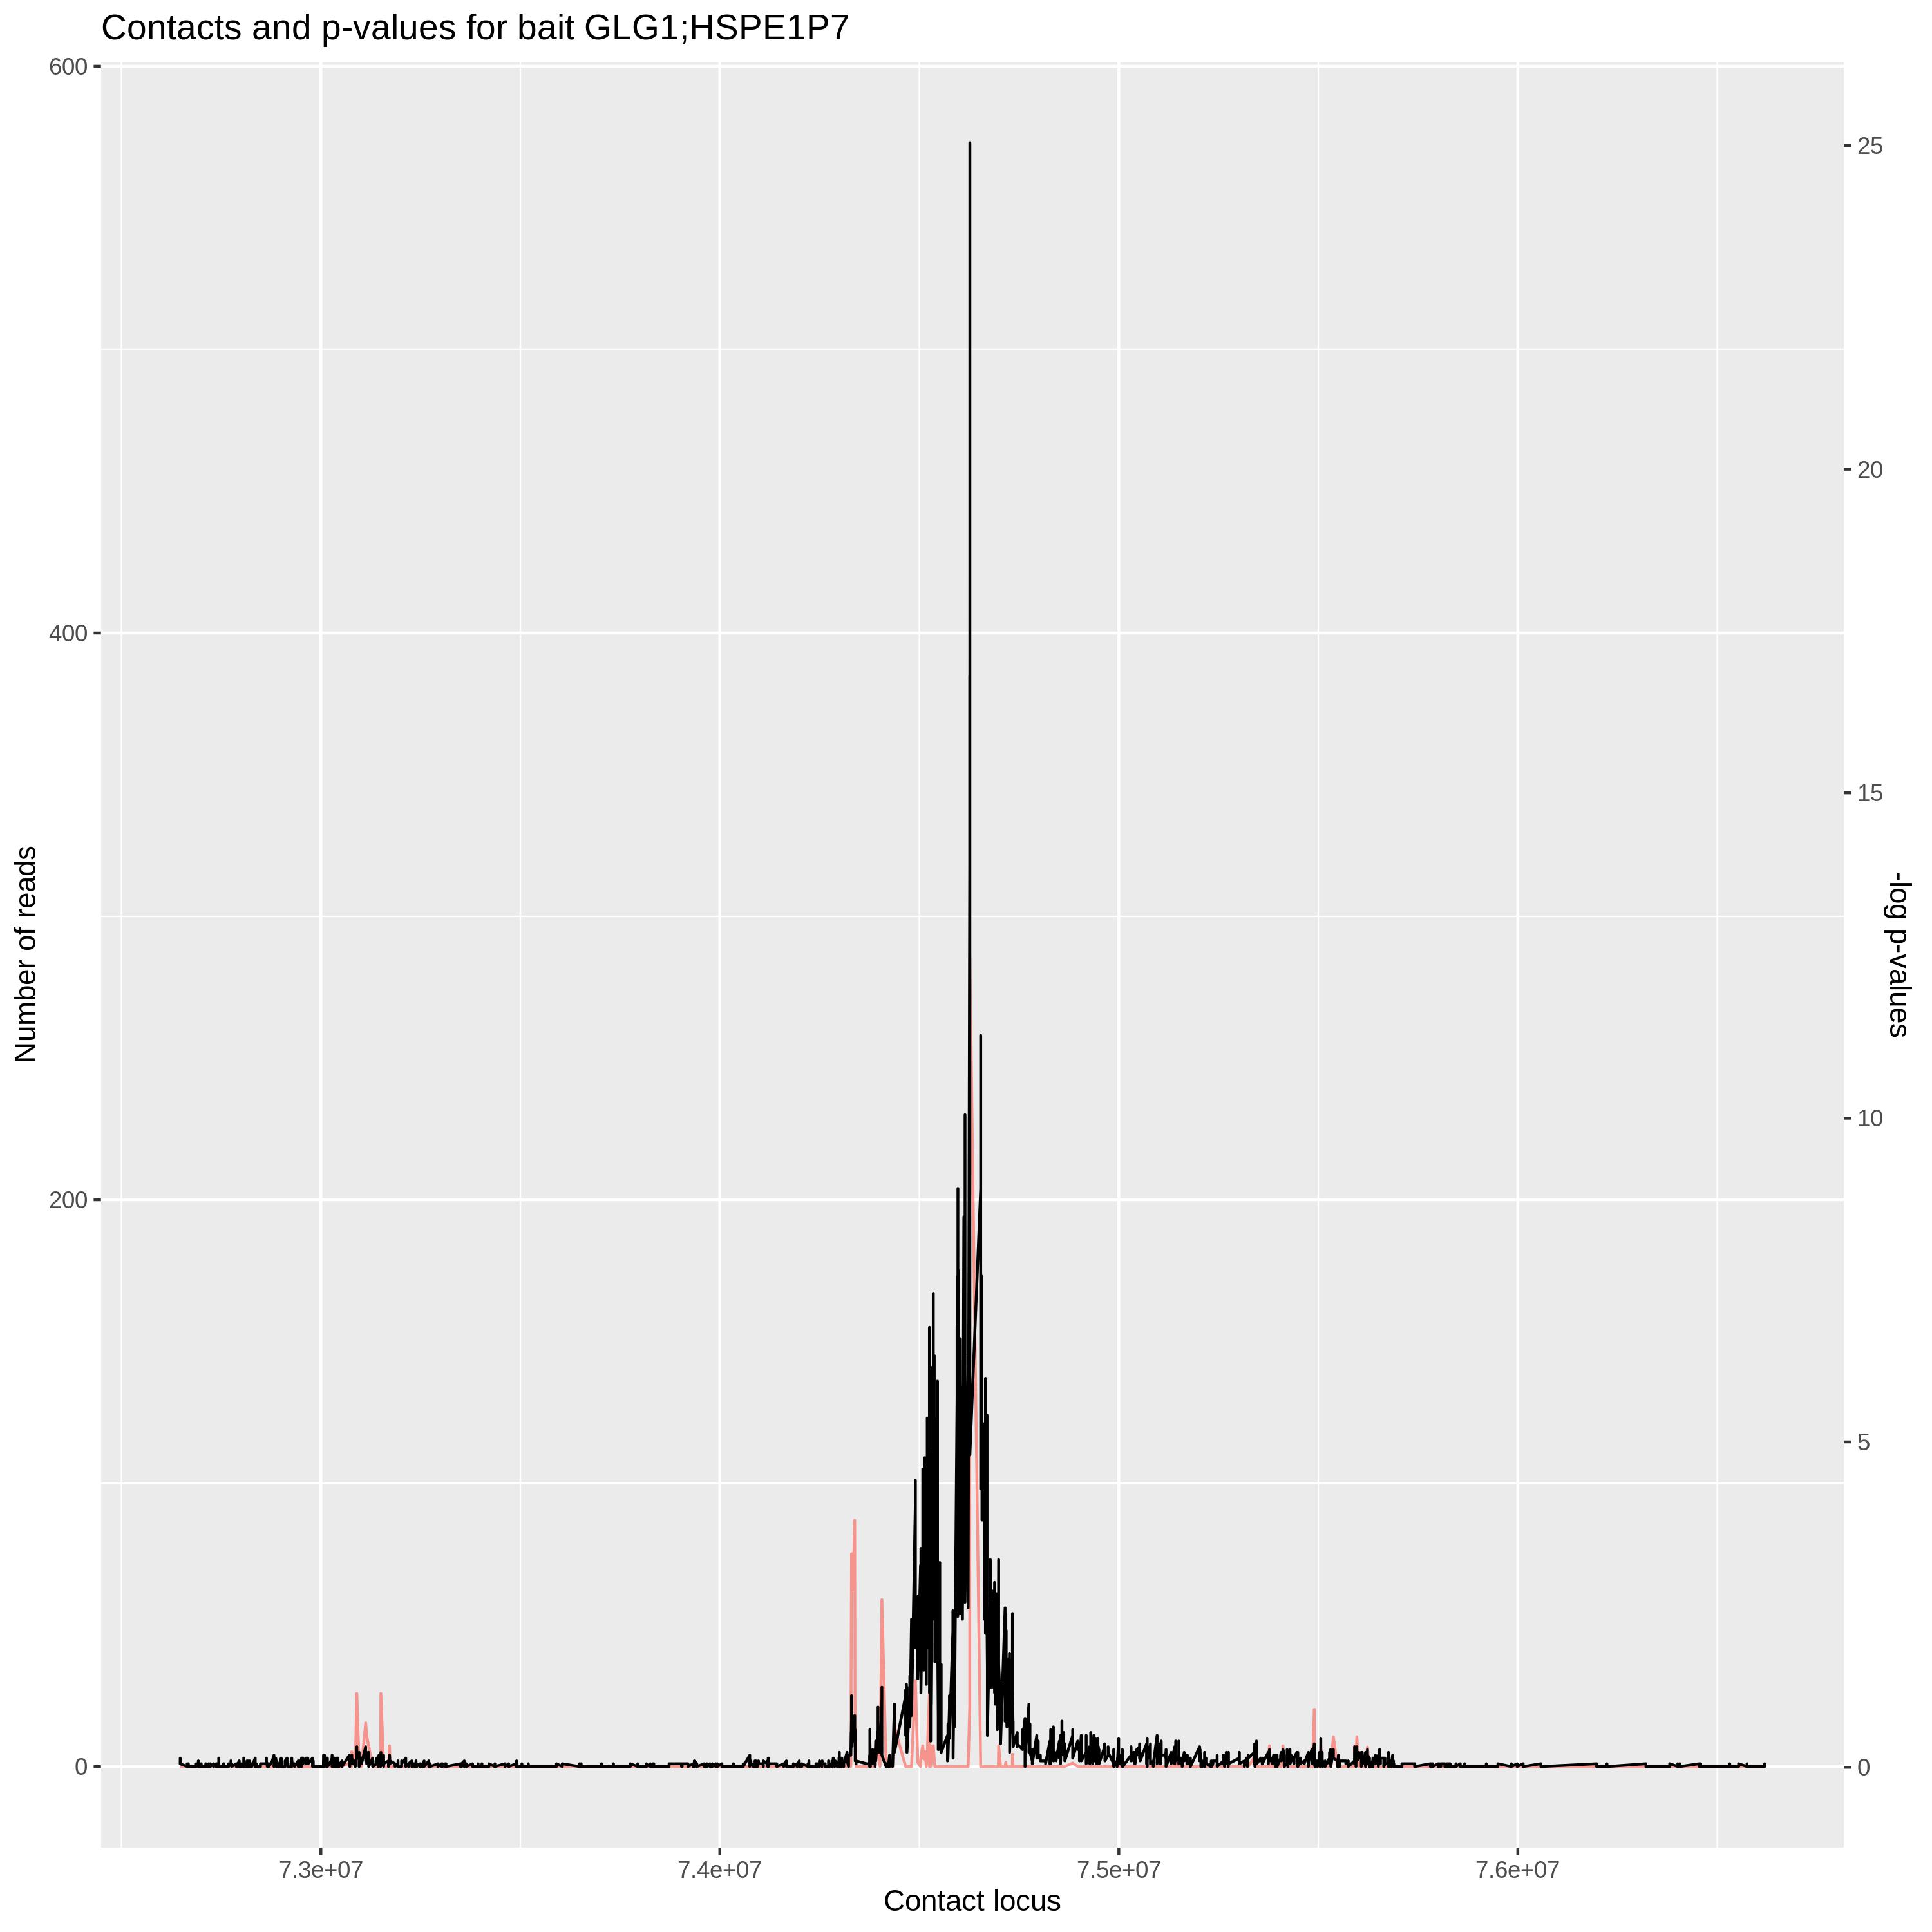 Contacts and p-values for bait GLG1;HSPE1P7
600
400
200
0
Number of reads
25
20
15
10
5
0
-log p-values
7.3e+07
7.4e+07
7.5e+07
7.6e+07
Contact locus